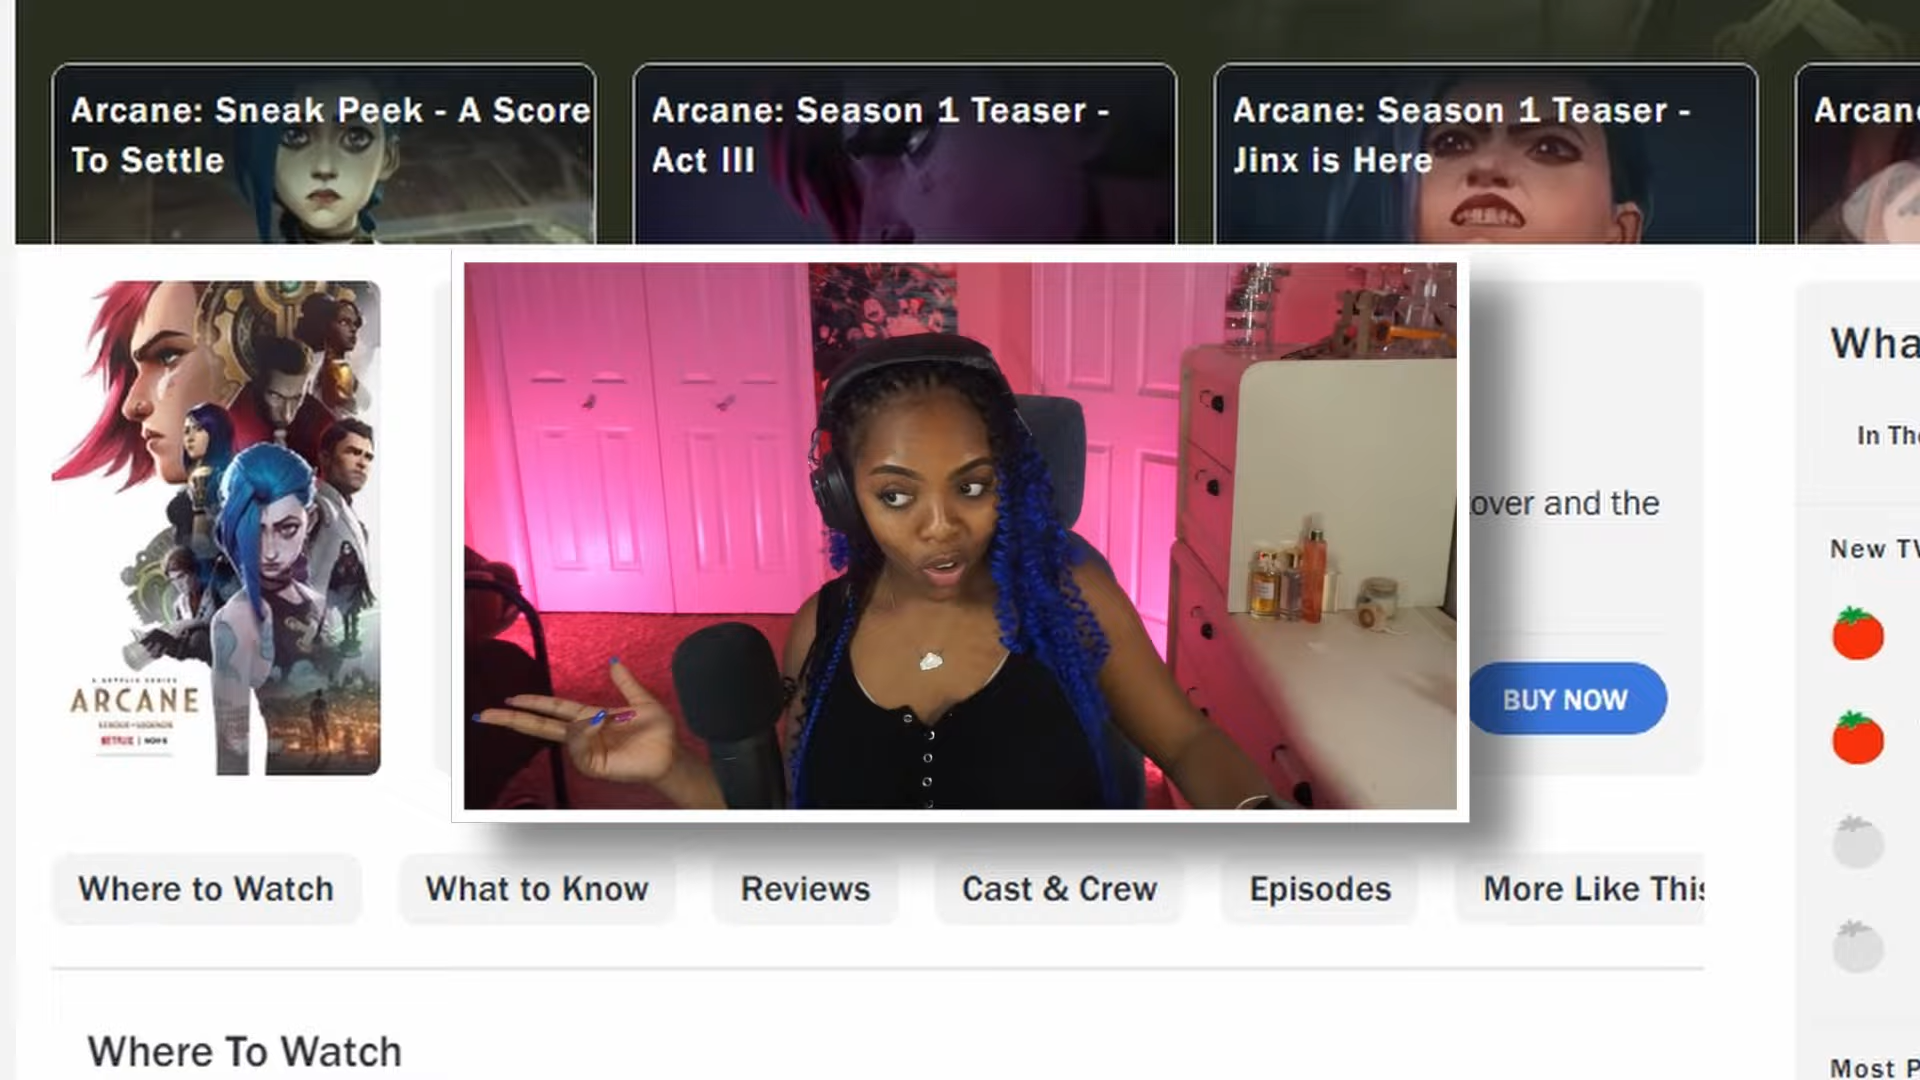 Arcane: Sneak Peek - A Score
To Settle
Arcane: Season 1 Teaser -
Act III
Arcane: Season 1 Teaser -
Jinx is Here
Arcan
Wha
In The
over and the
New TV
BUY NOW
ARCANE
NETFLIX
Where to Watch
What to Know
Reviews
Cast & Crew
Episodes
More Like This
Where To Watch
Most P